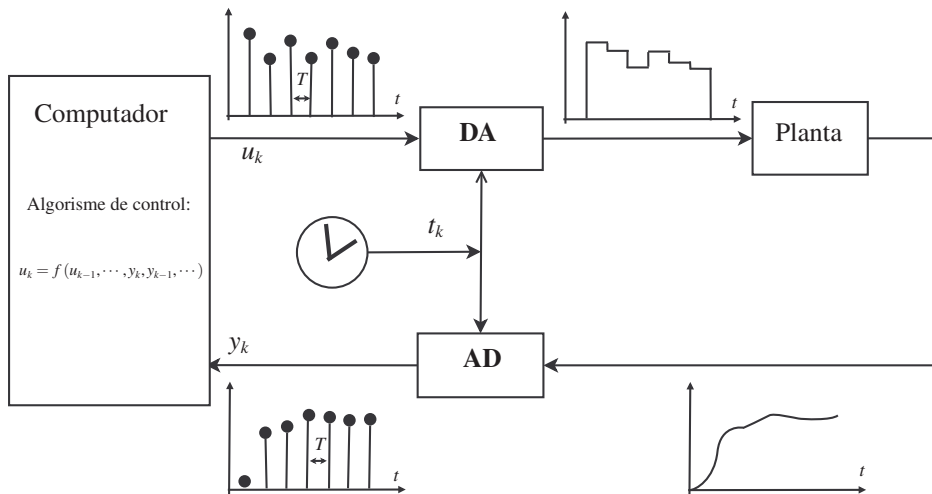 T
t
t
Computador
DA
Planta
u_k
Algorisme de control:
t_k
u_k = f(u_{k-1}, ⋯, y_k, y_{k-1}, ⋯)
y_k
AD
T
t
t